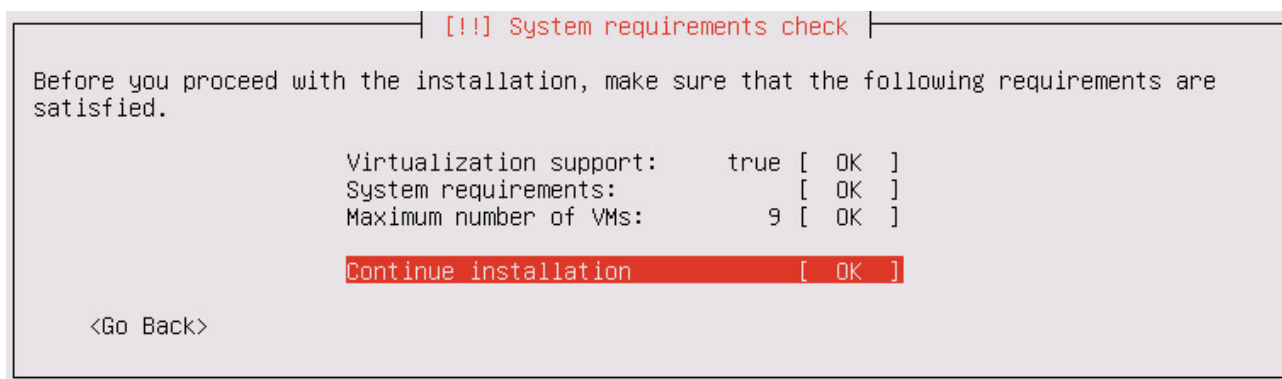 [!!] System requirements check
Before you proceed with the installation, make sure that the following requirements are
satisfied.
Virtualization support: true [ OK ]
System requirements: [ OK ]
Maximum number of VMs: 9 [ OK ]
Continue installation [ OK ]
<Go Back>